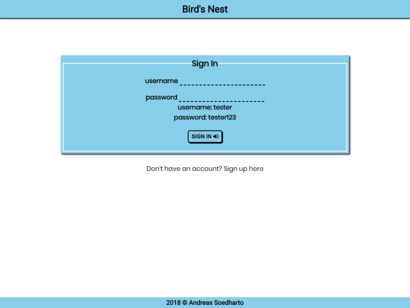 Bird's Nest
Sign In
username
password
username: tester
password: tester123
SIGN IN
Don't have an account? Sign up here
2018 © Andreas Soedharto